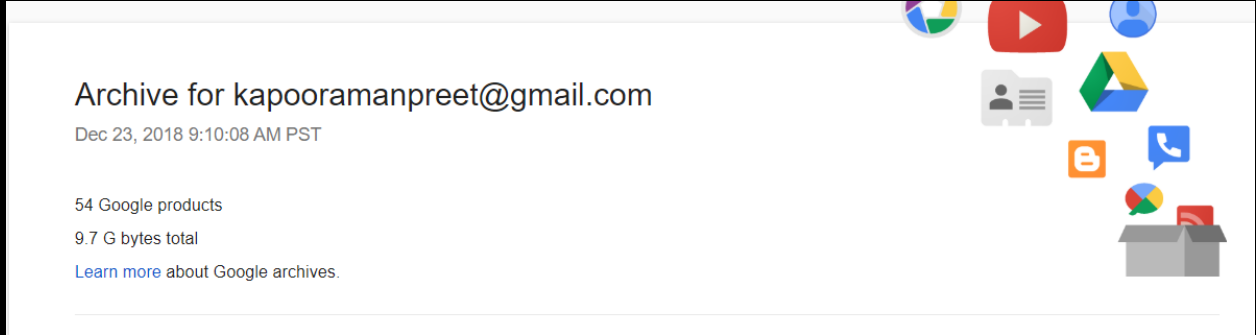 Archive for kapooramanpreet@gmail.com
Dec 23, 2018 9:10:08 AM PST
54 Google products
9.7 G bytes total
Learn more about Google archives.